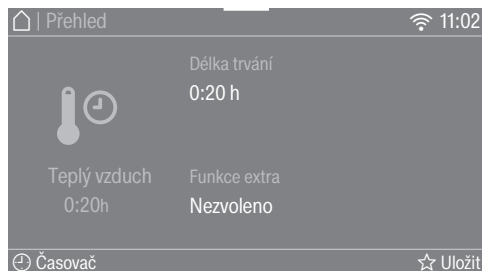 | Přehled
11:02
Délka trvání
0:20 h
Teplý vzduch
0:20h
Funkce extra
Nezvoleno
Časovač
Uložit